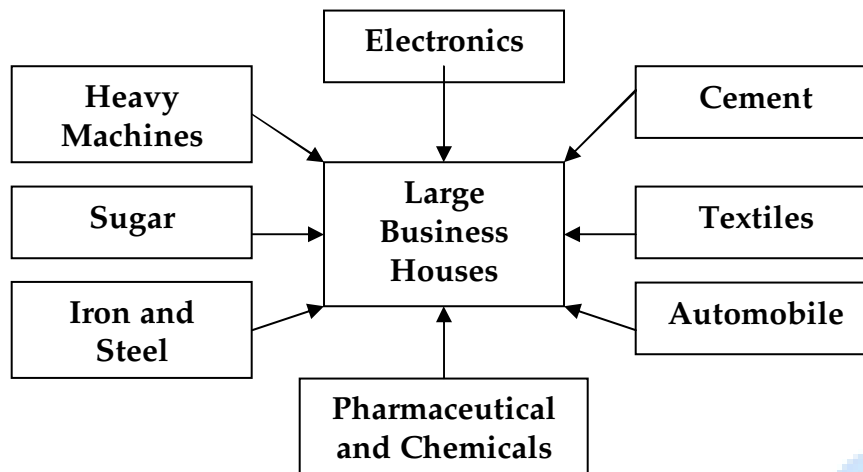 Electronics
Heavy
Machines
Cement
Large
Business
Houses
Sugar
Textiles
Iron and
Steel
Automobile
Pharmaceutical
and Chemicals